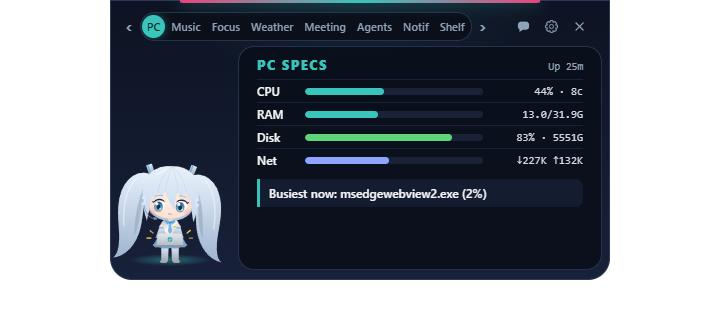 ‹ PC Music Focus Weather Meeting Agents Notif Shelf ›
PC SPECS Up 25m
CPU 44% · 8c
RAM 13.0/31.9G
Disk 83% · 5551G
Net ↓227K ↑132K
Busiest now: msedgewebview2.exe (2%)